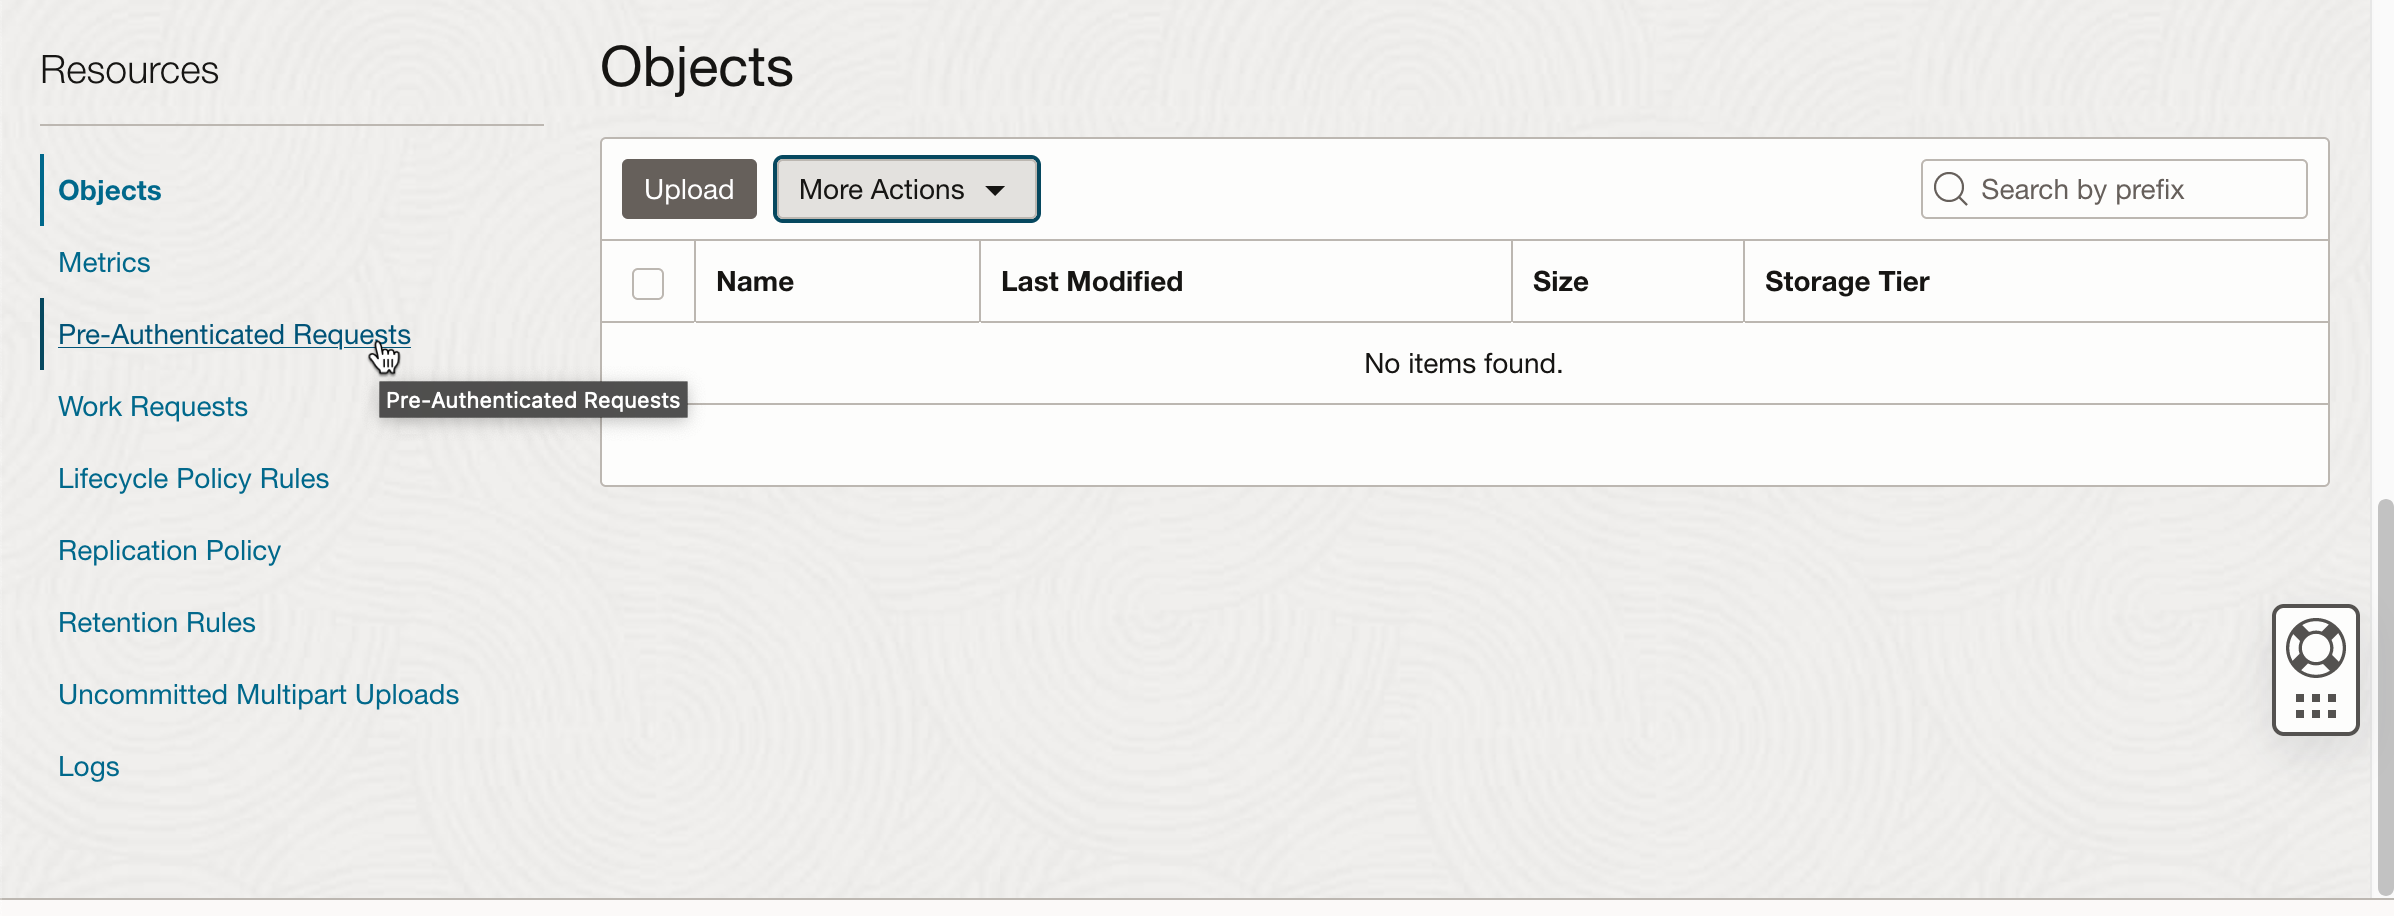 Resources
Objects
Metrics
Pre-Authenticated Requests
Pre-Authenticated Requests
Work Requests
Lifecycle Policy Rules
Replication Policy
Retention Rules
Uncommitted Multipart Uploads
Logs
Objects
Upload
More Actions
Search by prefix
Name
Last Modified
Size
Storage Tier
No items found.